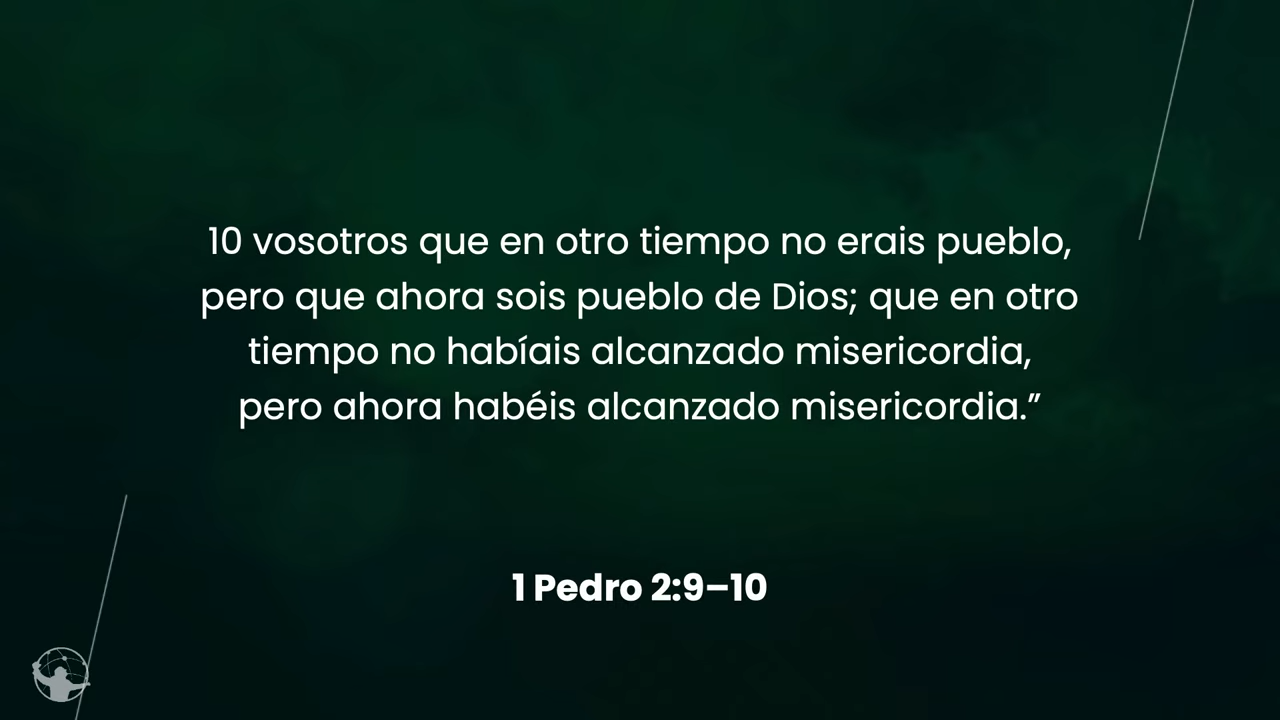 10 vosotros que en otro tiempo no erais pueblo,
pero que ahora sois pueblo de Dios; que en otro
tiempo no habíais alcanzado misericordia,
pero ahora habéis alcanzado misericordia.”
1 Pedro 2:9–10